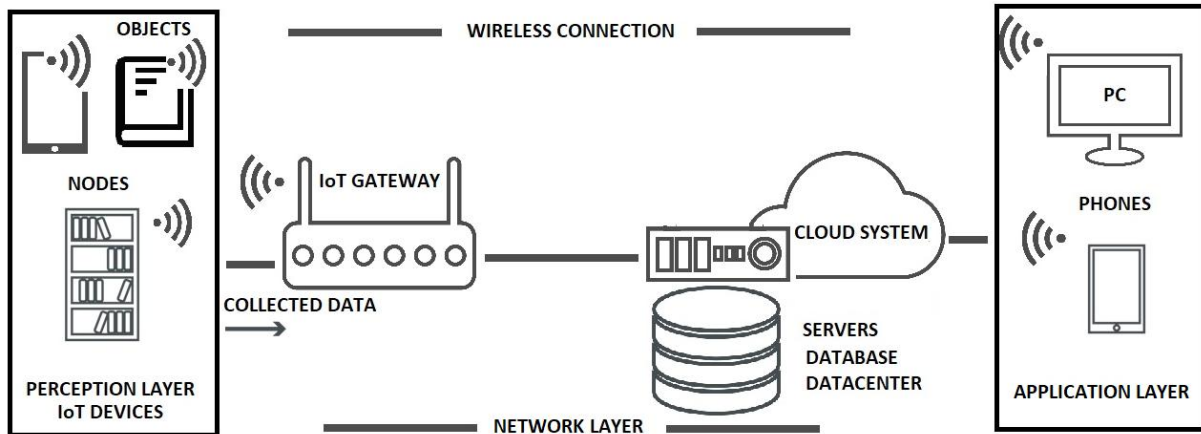 OBJECTS
NODES
PERCEPTION LAYER
IoT DEVICES
WIRELESS CONNECTION
IoT GATEWAY
COLLECTED DATA
CLOUD SYSTEM
SERVERS
DATABASE
DATACENTER
NETWORK LAYER
PC
PHONES
APPLICATION LAYER